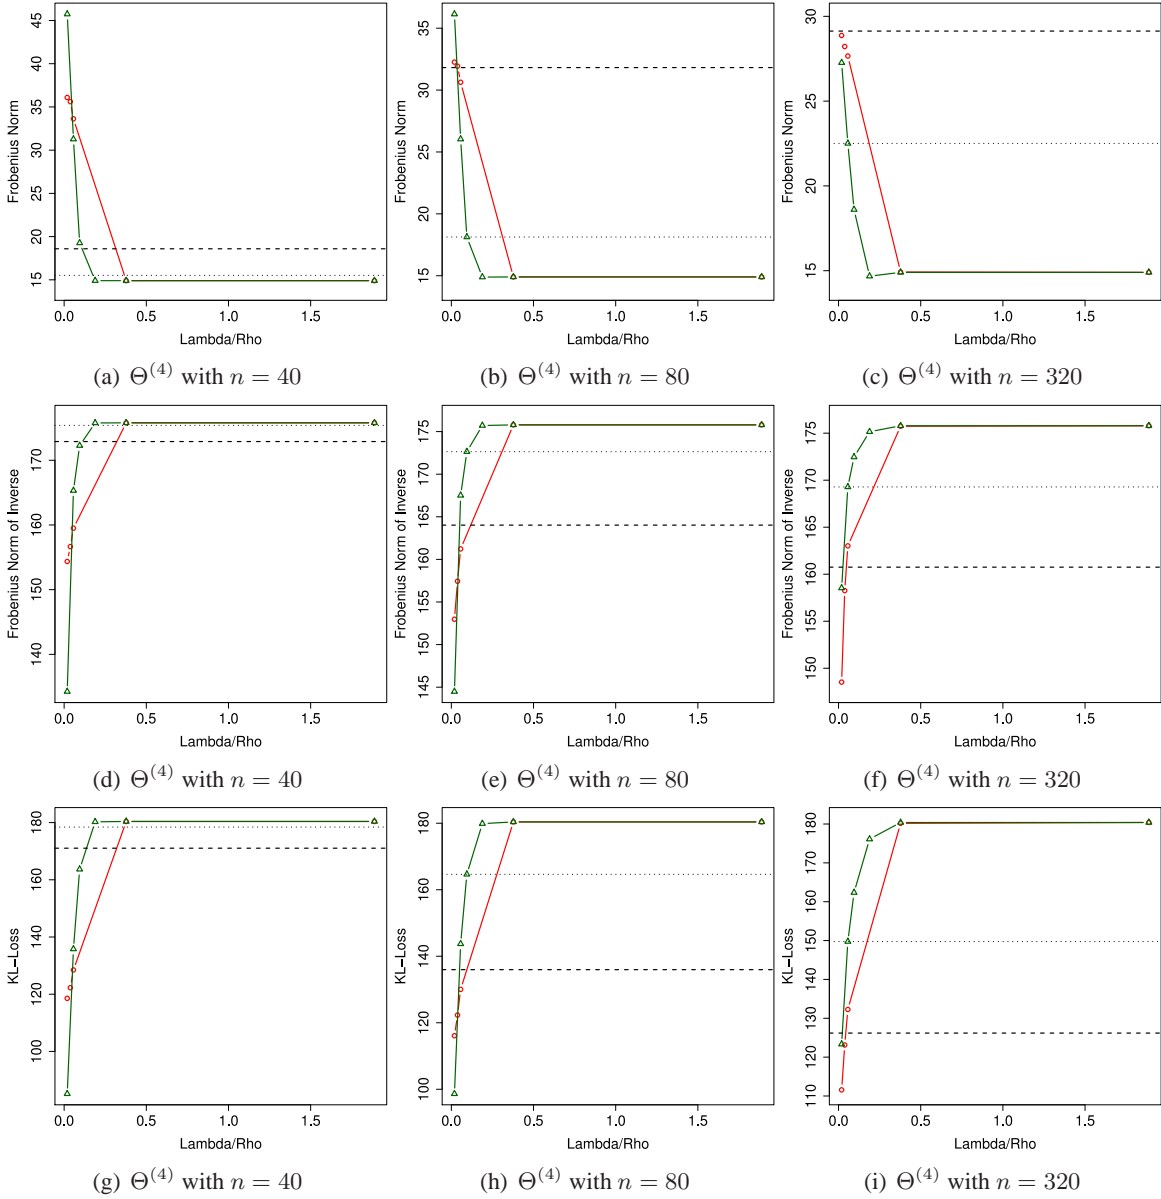 Frobenius Norm
15 20 25 30 35 40 45
0.0 0.5 1.0 1.5
Lambda/Rho
(a) Θ(4) with n = 40
Frobenius Norm
15 20 25 30 35
0.0 0.5 1.0 1.5
Lambda/Rho
(b) Θ(4) with n = 80
Frobenius Norm
15 20 25 30
0.0 0.5 1.0 1.5
Lambda/Rho
(c) Θ(4) with n = 320
Frobenius Norm of Inverse
140 150 160 170
0.0 0.5 1.0 1.5
Lambda/Rho
(d) Θ(4) with n = 40
Frobenius Norm of Inverse
145 150 155 160 165 170 175
0.0 0.5 1.0 1.5
Lambda/Rho
(e) Θ(4) with n = 80
Frobenius Norm of Inverse
150 155 160 165 170 175
0.0 0.5 1.0 1.5
Lambda/Rho
(f) Θ(4) with n = 320
KL−Loss
100 120 140 160 180
0.0 0.5 1.0 1.5
Lambda/Rho
(g) Θ(4) with n = 40
KL−Loss
100 120 140 160 180
0.0 0.5 1.0 1.5
Lambda/Rho
(h) Θ(4) with n = 80
KL−Loss
110 120 130 140 150 160 170 180
0.0 0.5 1.0 1.5
Lambda/Rho
(i) Θ(4) with n = 320